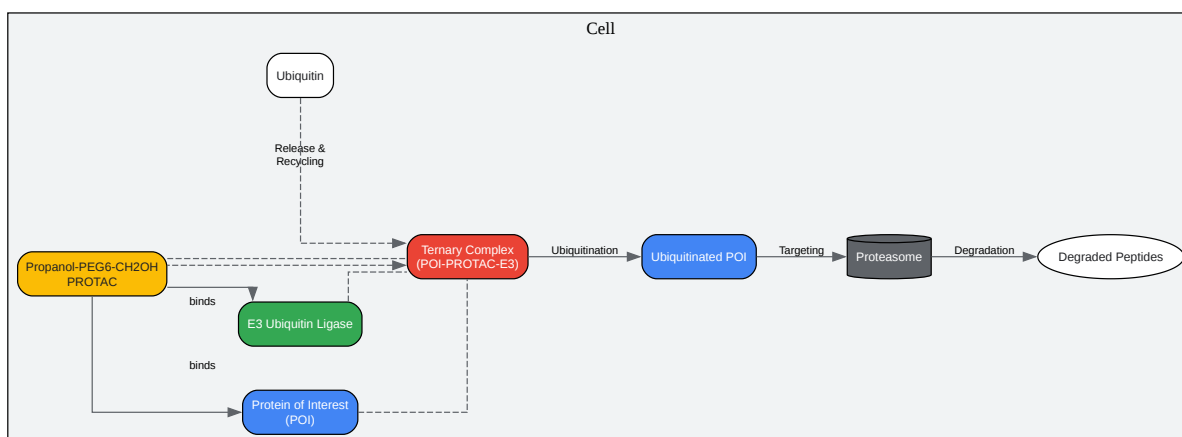 Cell
Ubiquitin
Release &
Recycling
Propanol-PEG6-CH2OH
PROTAC
binds
E3 Ubiquitin Ligase
binds
Protein of Interest
(POI)
Ternary Complex
(POI-PROTAC-E3)
Ubiquitination
Ubiquitinated POI
Targeting
Proteasome
Degradation
Degraded Peptides